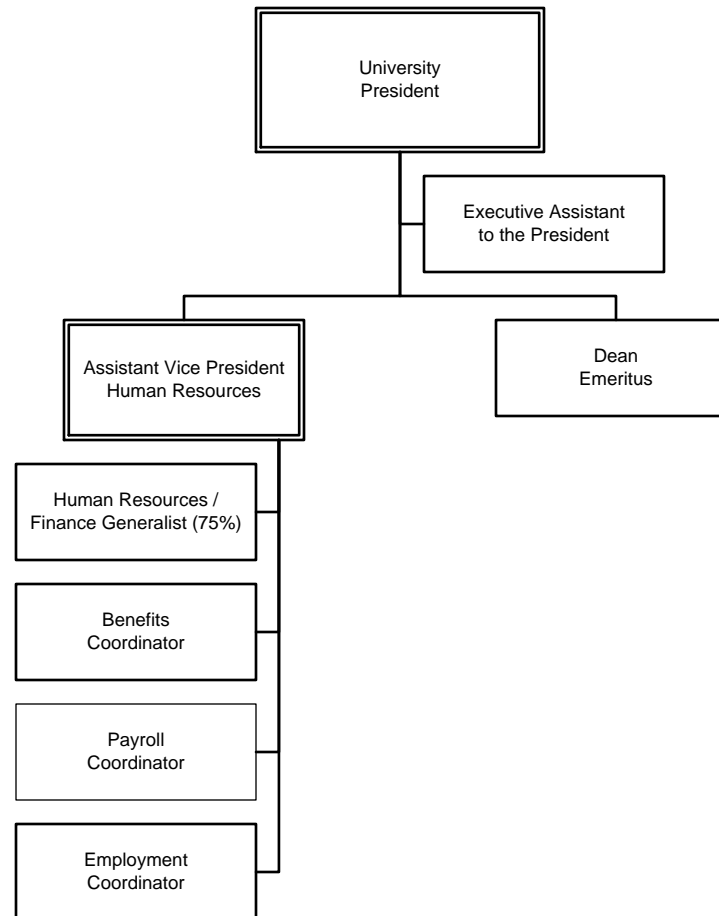 University
President
Executive Assistant
to the President
Assistant Vice President
Human Resources
Dean
Emeritus
Human Resources /
Finance Generalist (75%)
Benefits
Coordinator
Payroll
Coordinator
Employment
Coordinator